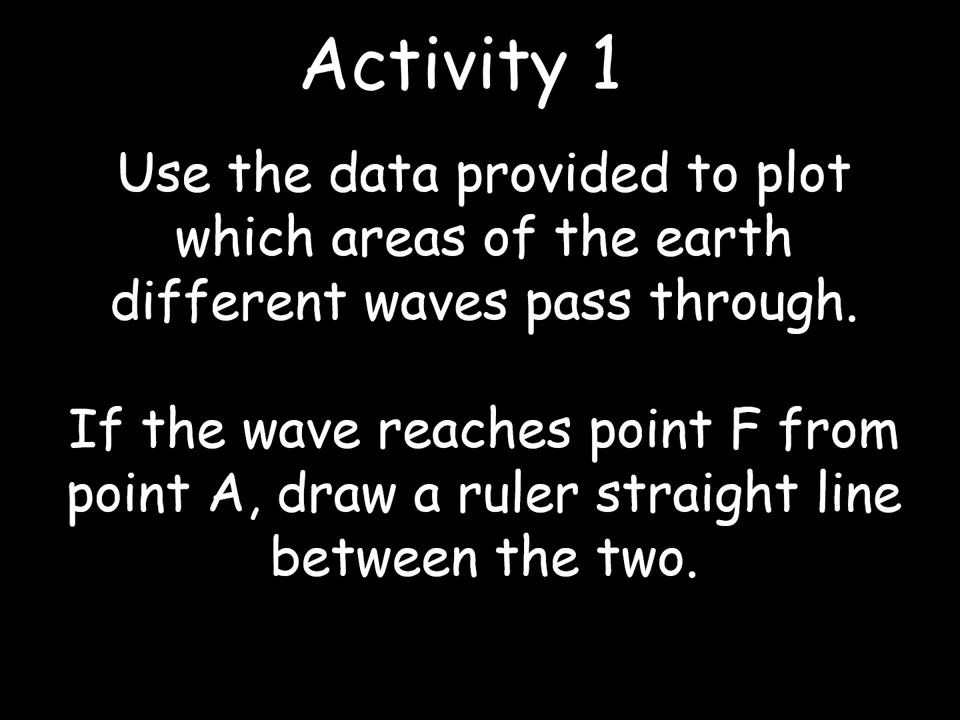 Activity 1
Use the data provided to plot
which areas of the earth
different waves pass through.
If the wave reaches point F from
point A, draw a ruler straight line
between the two.